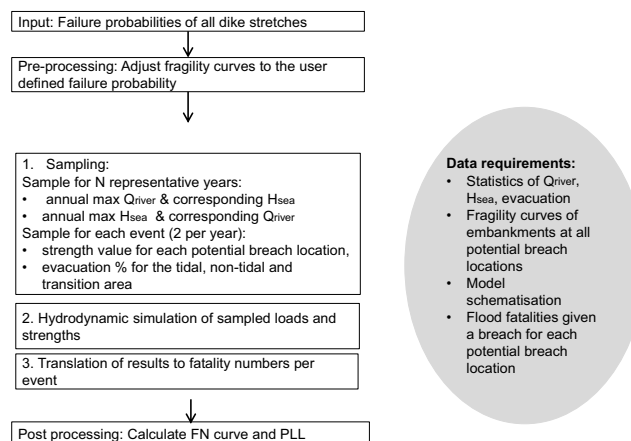 Input: Failure probabilities of all dike stretches
Pre-processing: Adjust fragility curves to the user
defined failure probability
1. Sampling:
Sample for N representative years:
• annual max Qriver & corresponding Hsea
• annual max Hsea & corresponding Qriver
Sample for each event (2 per year):
• strength value for each potential breach location,
• evacuation % for the tidal, non-tidal and
transition area
2. Hydrodynamic simulation of sampled loads and
strengths
3. Translation of results to fatality numbers per
event
Post processing: Calculate FN curve and PLL
Data requirements:
• Statistics of Qriver,
Hsea, evacuation
• Fragility curves of
embankments at all
potential breach
locations
• Model
schematisation
• Flood fatalities given
a breach for each
potential breach
location